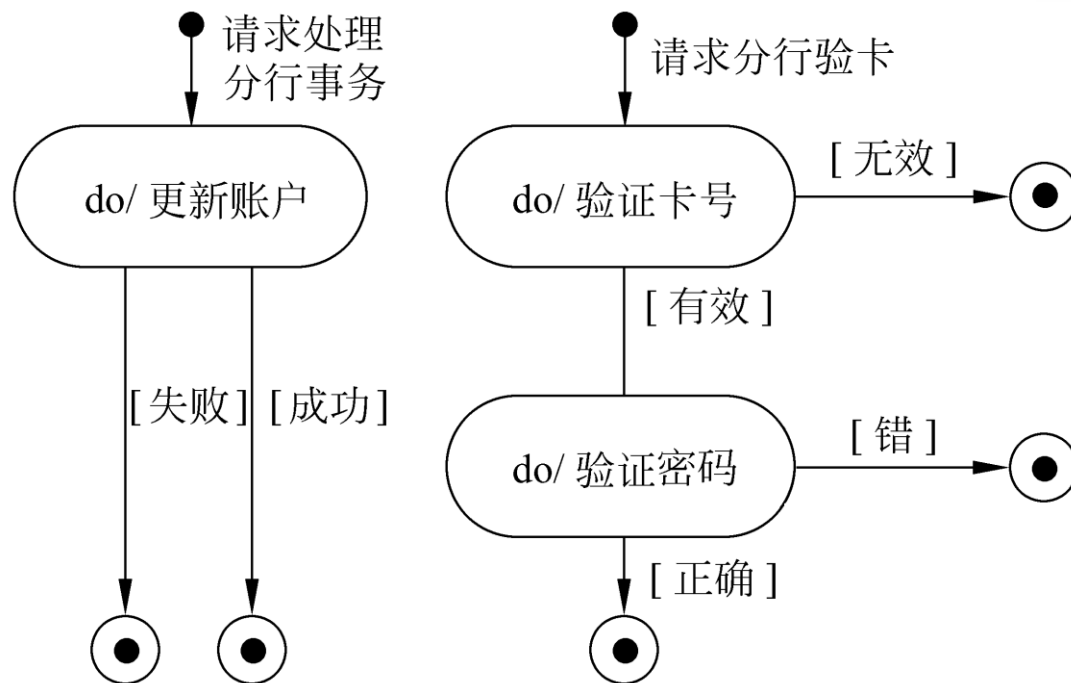 请求处理
分行事务
请求分行验卡
do/ 更新账户
do/ 验证卡号
[ 无效 ]
[ 有效 ]
[ 失败 ]
[ 成功 ]
do/ 验证密码
[ 错 ]
[ 正确 ]